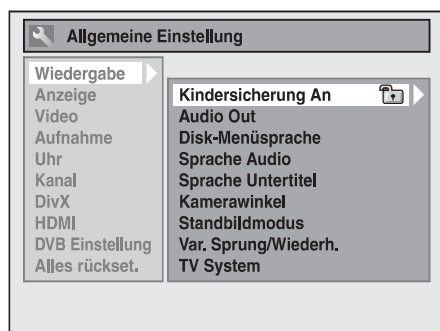 Allgemeine Einstellung
Wiedergabe
Anzeige
Video
Aufnahme
Uhr
Kanal
DivX
HDMI
DVB Einstellung
Alles rückset.
Kindersicherung An
Audio Out
Disk-Menüsprache
Sprache Audio
Sprache Untertitel
Kamerawinkel
Standbildmodus
Var. Sprung/Wiederh.
TV System